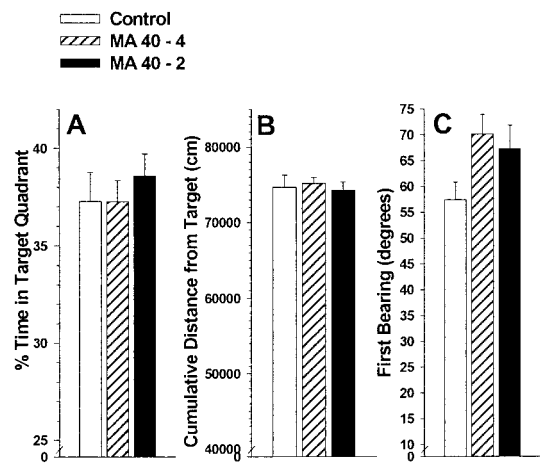 Control
MA 40 - 4
MA 40 - 2
A
% Time in Target Quadrant
40
37
30
25
0
B
Cumulative Distance from Target (cm)
80000
70000
60000
40000
0
C
First Bearing (degrees)
75
70
65
60
55
50
45
40
35
30
25
20
15
10
0